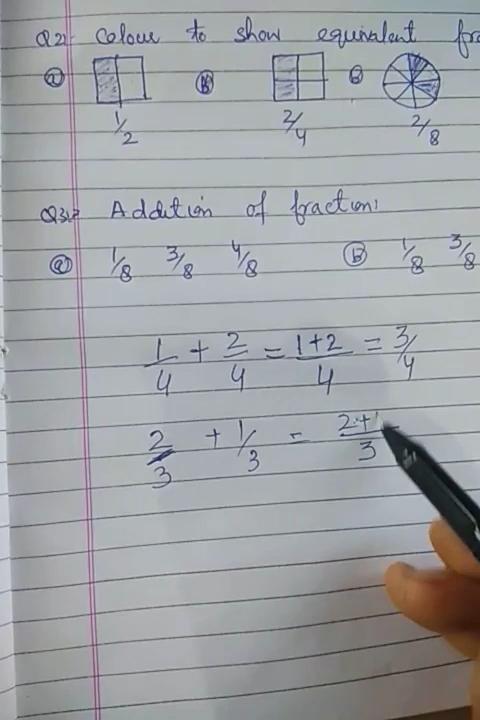 Q2. Colour to show equivalent fra
(a) (B) (c)
1/2 2/4 2/8
Q3. Addition of fraction:
(a) 1/8 3/8 4/8 (B) 1/8 3/8
1/4 + 2/4 = 1+2/4 = 3/4
2/3 + 1/3 = 2+1/3